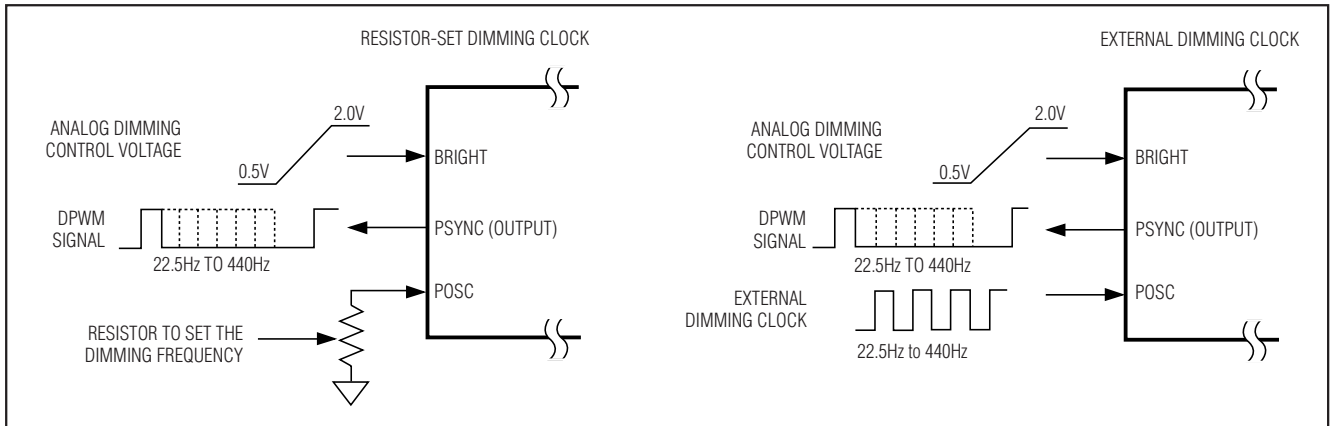 RESISTOR-SET DIMMING CLOCK
ANALOG DIMMING
CONTROL VOLTAGE
2.0V
0.5V
BRIGHT
DPWM
SIGNAL
PSYNC (OUTPUT)
22.5Hz TO 440Hz
POSC
RESISTOR TO SET THE
DIMMING FREQUENCY
EXTERNAL DIMMING CLOCK
ANALOG DIMMING
CONTROL VOLTAGE
2.0V
0.5V
BRIGHT
DPWM
SIGNAL
PSYNC (OUTPUT)
22.5Hz TO 440Hz
EXTERNAL
DIMMING CLOCK
POSC
22.5Hz to 440Hz